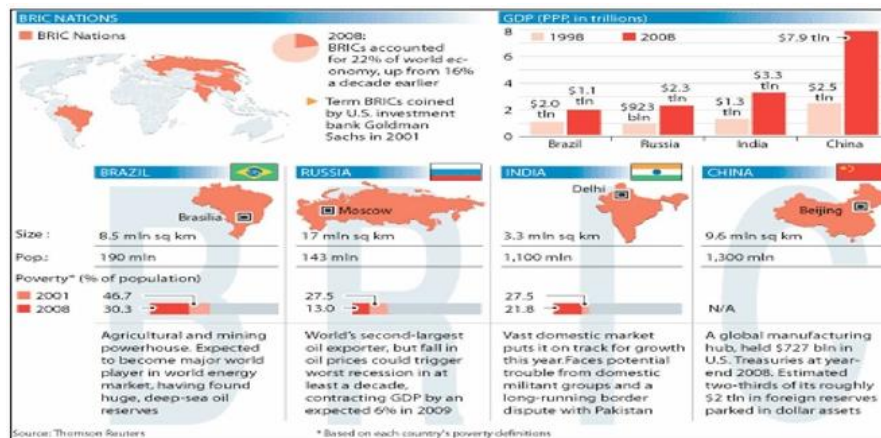 BRIC NATIONS
BRIC Nations
2008:
BRICs accounted
for 22% of world ec-
onomy, up from 16%
a decade earlier
Term BRICs coined
by U.S. investment
bank Goldman
Sachs in 2001
GDP (PPP, in trillions)
1998
2008
8
6
4
2
0
$2.0
tln
$1.1
tln
$923
bln
$2.3
tln
$1.3
tln
$3.3
tln
$2.5
tln
$7.9 tln
Brazil
Russia
India
China
BRAZIL
RUSSIA
INDIA
CHINA
Brasilia
Moscow
Delhi
Beijing
Size :
8.5 mln sq km
17 mln sq km
3.3 mln sq km
9.6 mln sq km
Pop.:
190 mln
143 mln
1,100 mln
1,300 mln
Poverty* (% of population)
2001
46.7
27.5
27.5
2008
30.3
13.0
21.8
N/A
Agricultural and mining
powerhouse. Expected
to become major world
player in world energy
market, having found
huge, deep-sea oil
reserves
World's second-largest
oil exporter, but fall in
oil prices could trigger
worst recession in at
least a decade,
contracting GDP by an
expected 6% in 2009
Vast domestic market
puts it on track for growth
this year.Faces potential
trouble from domestic
militant groups and a
long-running border
dispute with Pakistan
A global manufacturing
hub, held $727 bln in
U.S. Treasuries at year-
end 2008. Estimated
two-thirds of its roughly
$2 tln in foreign reserves
parked in dollar assets
B
R
I
C
Source: Thomson Reuters
* Based on each country's poverty definitions